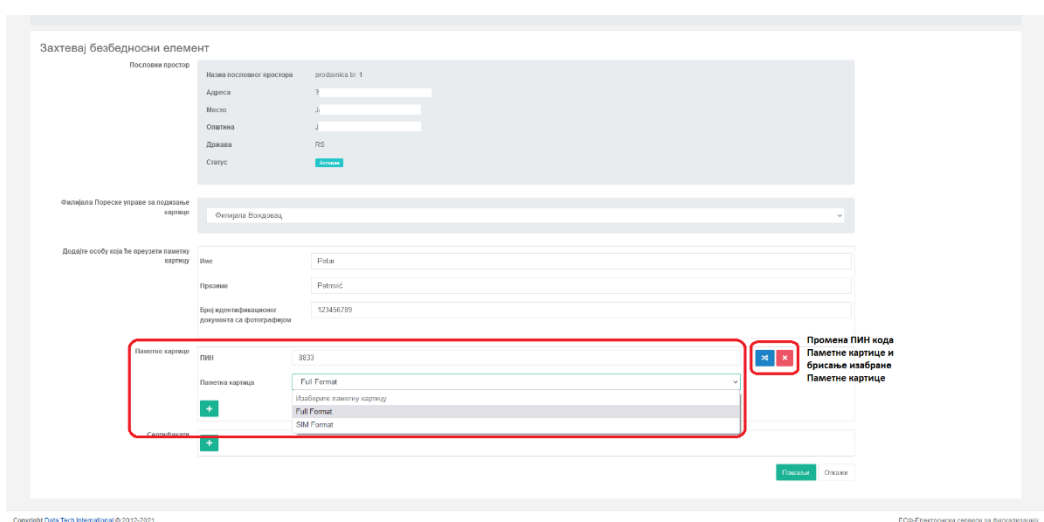 Захтевај безбедносни елемент
Пословни простор
Назив пословног простора prodavnica br. 1
Адреса
Место
Општина
Држава RS
Статус Активан
Филијала Пореске управе за подизање
картице
Филијала Вождовац
Додајте особу која ће преузети паметну
картицу
Име Petar
Презиме Petrović
Број идентификационог
документа са фотографијом
123456789
Паметне картице
ПИН 8833
Паметна картица Full Format
Изаберите паметну картицу
Full Format
SIM Format
+
Промена ПИН кода
Паметне картице и
брисање изабране
Паметне картице
Сертификати
+
Пошаљи Откажи
Copyright Data Tech International © 2012-2021
ЕСФ-Електронски сервиси за фискализацију